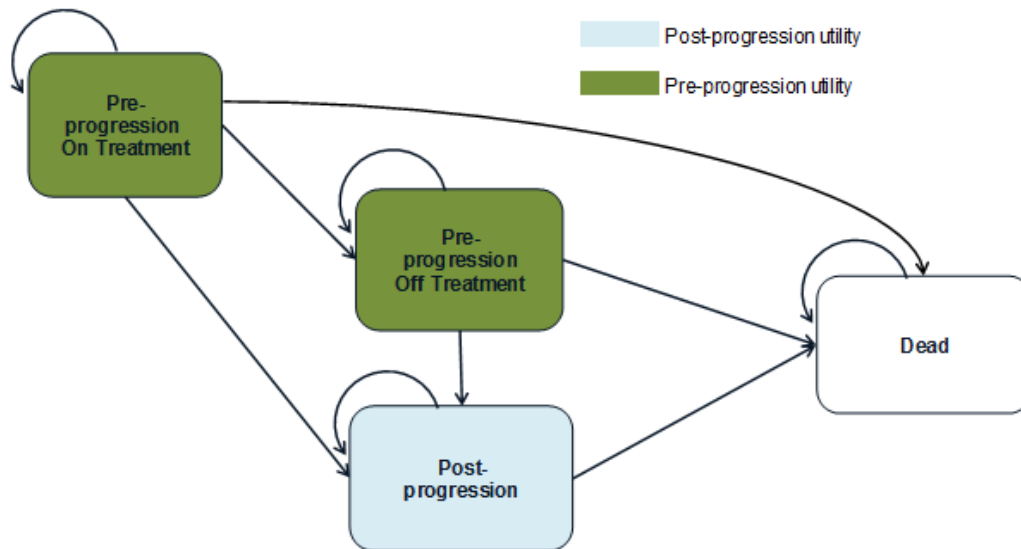 Post-progression utility
Pre-progression utility
Pre-
progression
On Treatment
Pre-
progression
Off Treatment
Dead
Post-
progression